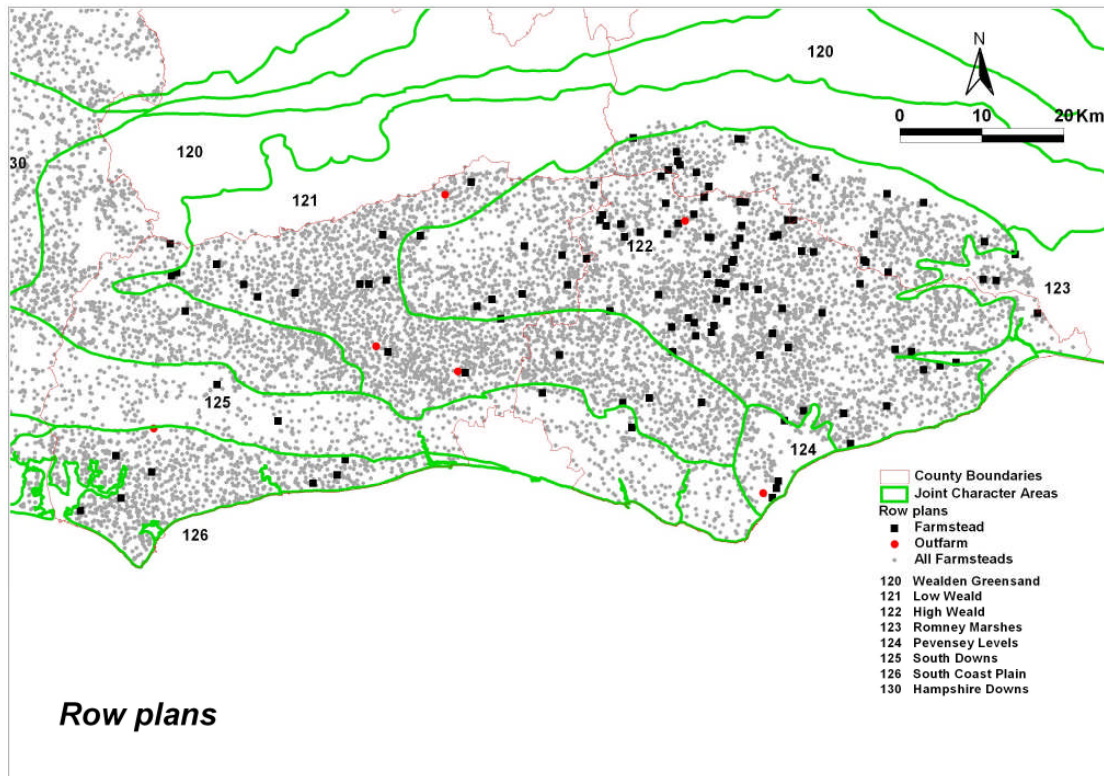 120
N
0 10 20 Km
120
30
121
122
123
125
124
126
County Boundaries
Joint Character Areas
Row plans
Farmstead
Outfarm
All Farmsteads
120 Wealden Greensand
121 Low Weald
122 High Weald
123 Romney Marshes
124 Pevensey Levels
125 South Downs
126 South Coast Plain
130 Hampshire Downs
Row plans